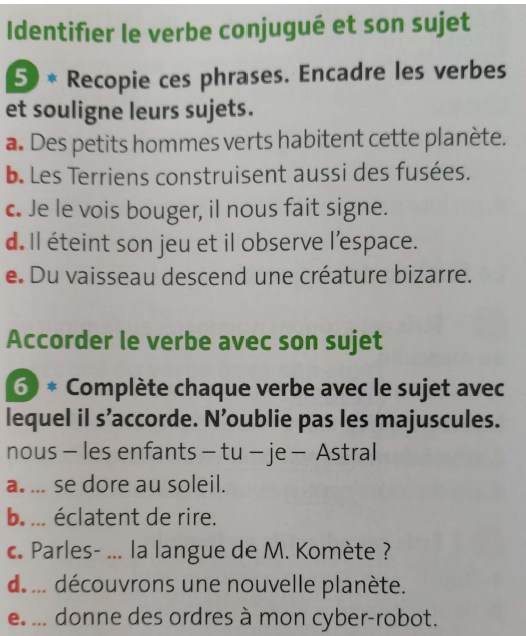 Identifier le verbe conjugué et son sujet
5 * Recopie ces phrases. Encadre les verbes
et souligne leurs sujets.
a. Des petits hommes verts habitent cette planète.
b. Les Terriens construisent aussi des fusées.
c. Je le vois bouger, il nous fait signe.
d. Il éteint son jeu et il observe l'espace.
e. Du vaisseau descend une créature bizarre.
Accorder le verbe avec son sujet
6 * Complète chaque verbe avec le sujet avec
lequel il s'accorde. N'oublie pas les majuscules.
nous – les enfants – tu – je – Astral
a. ... se dore au soleil.
b. ... éclatent de rire.
c. Parles- ... la langue de M. Komète ?
d. ... découvrons une nouvelle planète.
e. ... donne des ordres à mon cyber-robot.